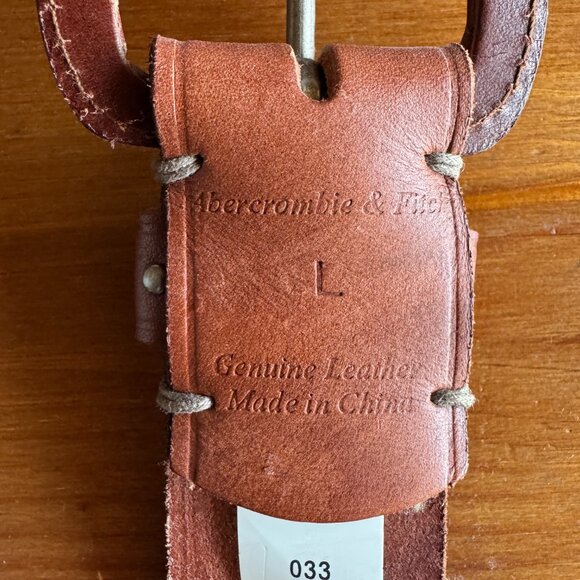 Abercrombie & Fitch
L
Genuine Leather
Made in China
033